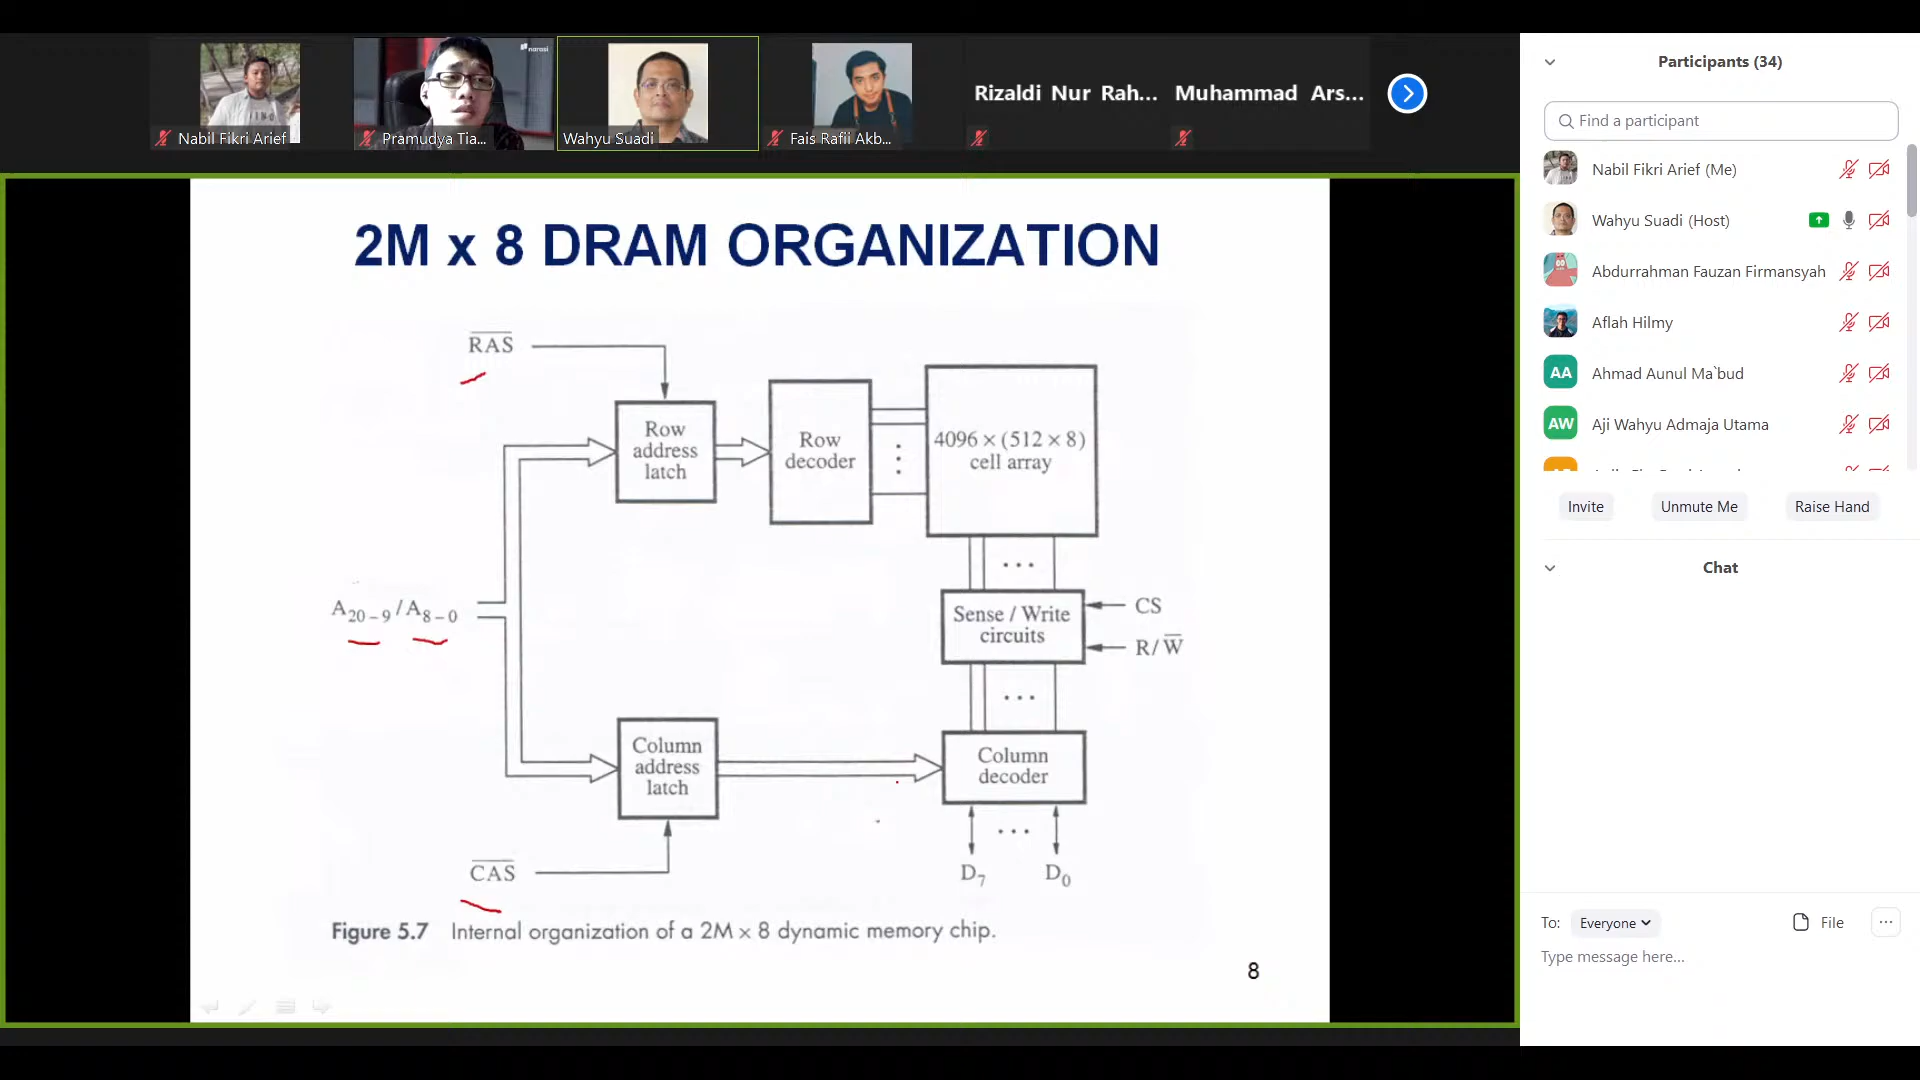 nanosi
Nabil Fikri Arief
Pramudya Tia...
Wahyu Suadi
Fais Rafii Akb...
Rizaldi Nur Rah...
Muhammad Ars...
2M x 8 DRAM ORGANIZATION
RAS
Row
address
latch
Row
decoder
4096 × (512 × 8)
cell array
A20 – 9 / A8 – 0
Sense / Write
circuits
CS
R / W
Column
address
latch
Column
decoder
CAS
D7
D0
Figure 5.7 Internal organization of a 2M × 8 dynamic memory chip.
8
Participants (34)
Find a participant
Nabil Fikri Arief (Me)
Wahyu Suadi (Host)
Abdurrahman Fauzan Firmansyah
Aflah Hilmy
AA Ahmad Aunul Ma`bud
AW Aji Wahyu Admaja Utama
Invite
Unmute Me
Raise Hand
Chat
To: Everyone
File
Type message here...